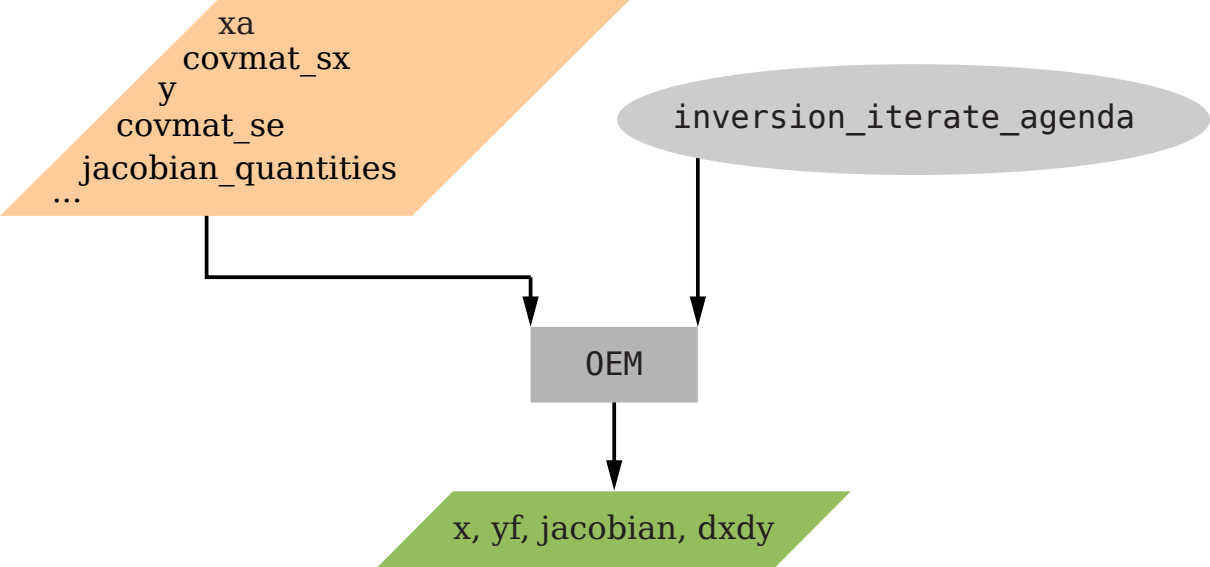 xa
covmat_sx
y
covmat_se
jacobian_quantities
...
inversion_iterate_agenda
OEM
x, yf, jacobian, dxdy